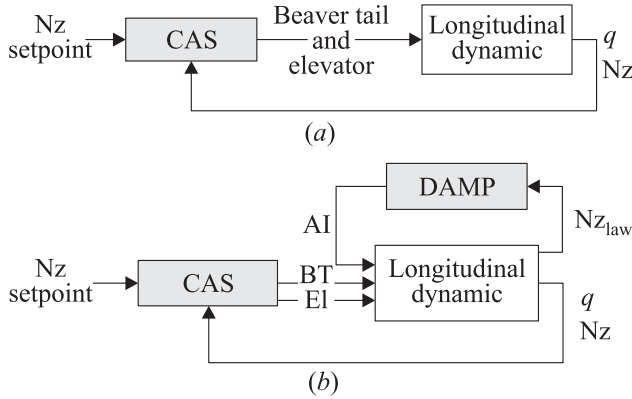 Nz
setpoint
CAS
Beaver tail
and
elevator
Longitudinal
dynamic
q
Nz
(a)
DAMP
AI
Nz_law
Nz
setpoint
CAS
BT
El
Longitudinal
dynamic
q
Nz
(b)